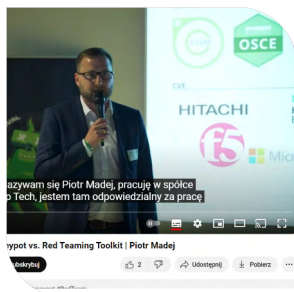 OSCE
CVE
HITACHI
f5
azywam się Piotr Madej, pracuję w spółce
o Tech, jestem tam odpowiedzialny za pracę
eypot vs. Red Teaming Toolkit | Piotr Madej
ubskrybuj
2
Udostępnij
Pobierz